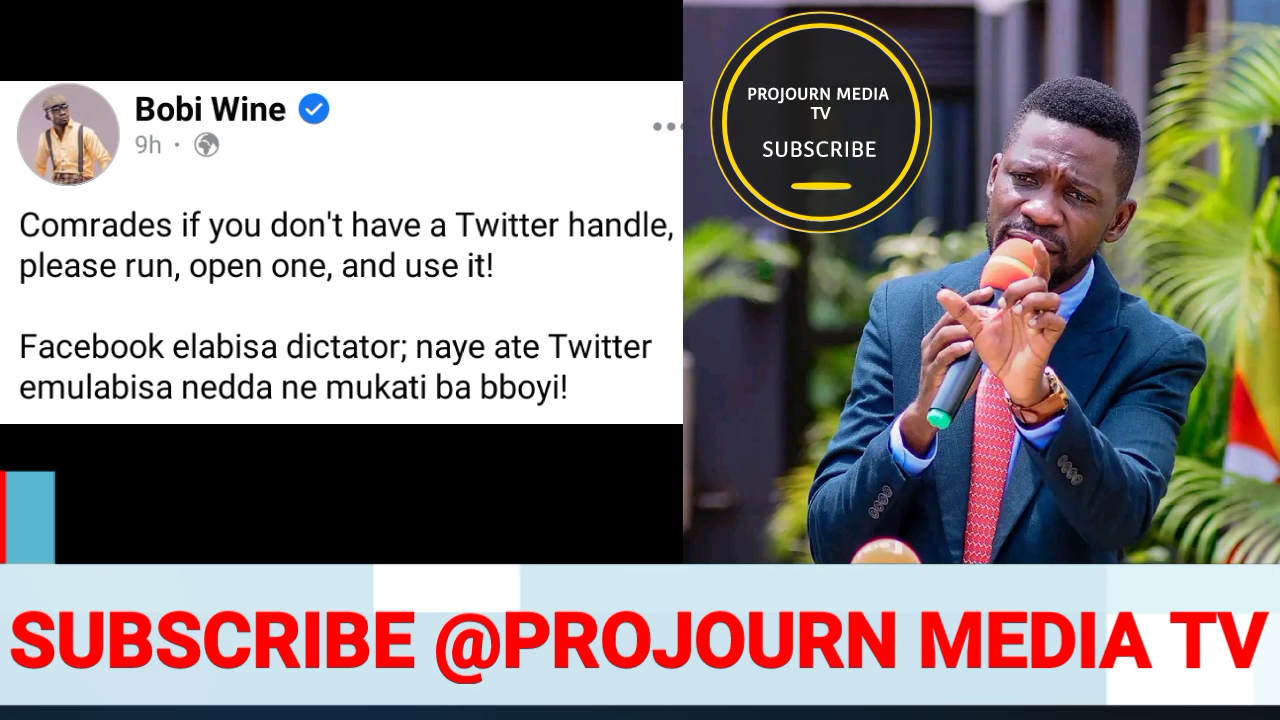 Bobi Wine
9h ·
Comrades if you don't have a Twitter handle,
please run, open one, and use it!
Facebook elabisa dictator; naye ate Twitter
emulabisa nedda ne mukati ba bboyi!
PROJOURN MEDIA
TV
SUBSCRIBE
SUBSCRIBE @PROJOURN MEDIA TV